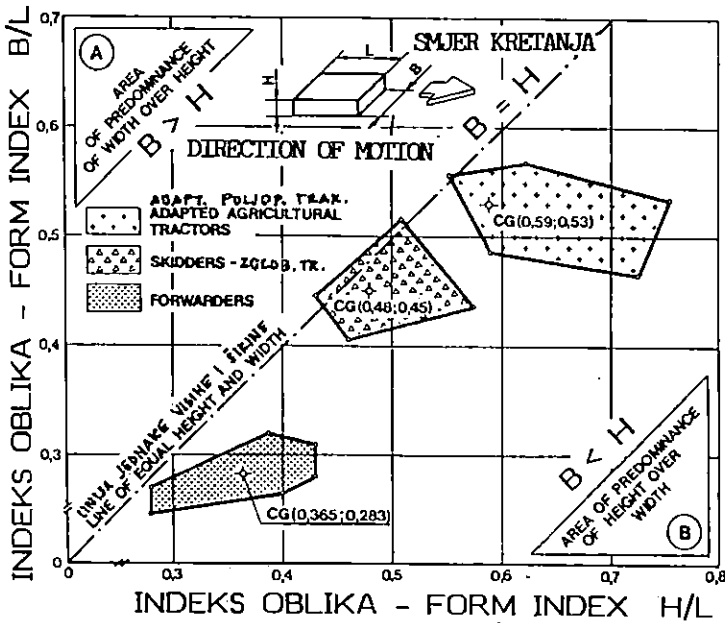 INDEKS OBLIKA - FORM INDEX B/L
0,7
0,6
0,5
0,4
0,3
0
A
AREA
OF PREDOMINANCE
OF WIDTH OVER HEIGHT
B > H
L
H
B
SMJER KRETANJA
DIRECTION OF MOTION
B = H
ADAPT. POLJOP. TRAK.
ADAPTED AGRICULTURAL
TRACTORS
SKIDDERS - ZGLOB. TR.
FORWARDERS
CG(0,59;0,53)
CG(0,48;0,45)
CG(0,365;0,283)
LINIJA JEDNAKE VISINE I ŠIRINE
LINE OF EQUAL HEIGHT AND WIDTH
B < H
AREA OF PREDOMINANCE
OF HEIGHT OVER
WIDTH
B
0
0,3
0,4
0,5
0,6
0,7
0,8
INDEKS OBLIKA - FORM INDEX H/L